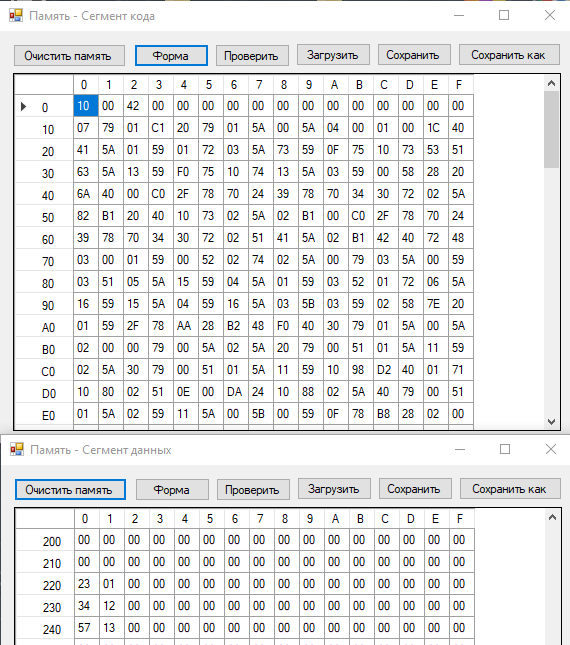 Память - Сегмент кода
Очистить память Форма Проверить Загрузить Сохранить Сохранить как
0 1 2 3 4 5 6 7 8 9 A B C D E F
0 10 00 42 00 00 00 00 00 00 00 00 00 00 00 00 00
10 07 79 01 C1 20 79 01 5A 00 5A 04 00 01 00 1C 40
20 41 5A 01 59 01 72 03 5A 73 59 0F 75 10 73 53 51
30 63 5A 13 59 F0 75 10 74 13 5A 03 59 00 58 28 20
40 6A 40 00 C0 2F 78 70 24 39 78 70 34 30 72 02 5A
50 82 B1 20 40 10 73 02 5A 02 B1 00 C0 2F 78 70 24
60 39 78 70 34 30 72 02 51 41 5A 02 B1 42 40 72 48
70 03 00 01 59 00 52 02 74 02 5A 00 79 03 5A 00 59
80 03 51 05 5A 15 59 04 5A 01 59 03 52 01 72 06 5A
90 16 59 15 5A 04 59 16 5A 03 5B 03 59 02 58 7E 20
A0 01 59 2F 78 AA 28 B2 48 F0 40 30 79 01 5A 00 5A
B0 02 00 00 79 00 5A 02 5A 20 79 00 51 01 5A 11 59
C0 02 5A 30 79 00 51 01 5A 11 59 10 98 D2 40 01 71
D0 10 80 02 51 0E 00 DA 24 10 88 02 5A 40 79 00 51
E0 01 5A 02 59 11 5A 00 5B 00 59 0F 78 B8 28 02 00
Память - Сегмент данных
Очистить память Форма Проверить Загрузить Сохранить Сохранить как
0 1 2 3 4 5 6 7 8 9 A B C D E F
200 00 00 00 00 00 00 00 00 00 00 00 00 00 00 00 00
210 00 00 00 00 00 00 00 00 00 00 00 00 00 00 00 00
220 23 01 00 00 00 00 00 00 00 00 00 00 00 00 00 00
230 34 12 00 00 00 00 00 00 00 00 00 00 00 00 00 00
240 57 13 00 00 00 00 00 00 00 00 00 00 00 00 00 00